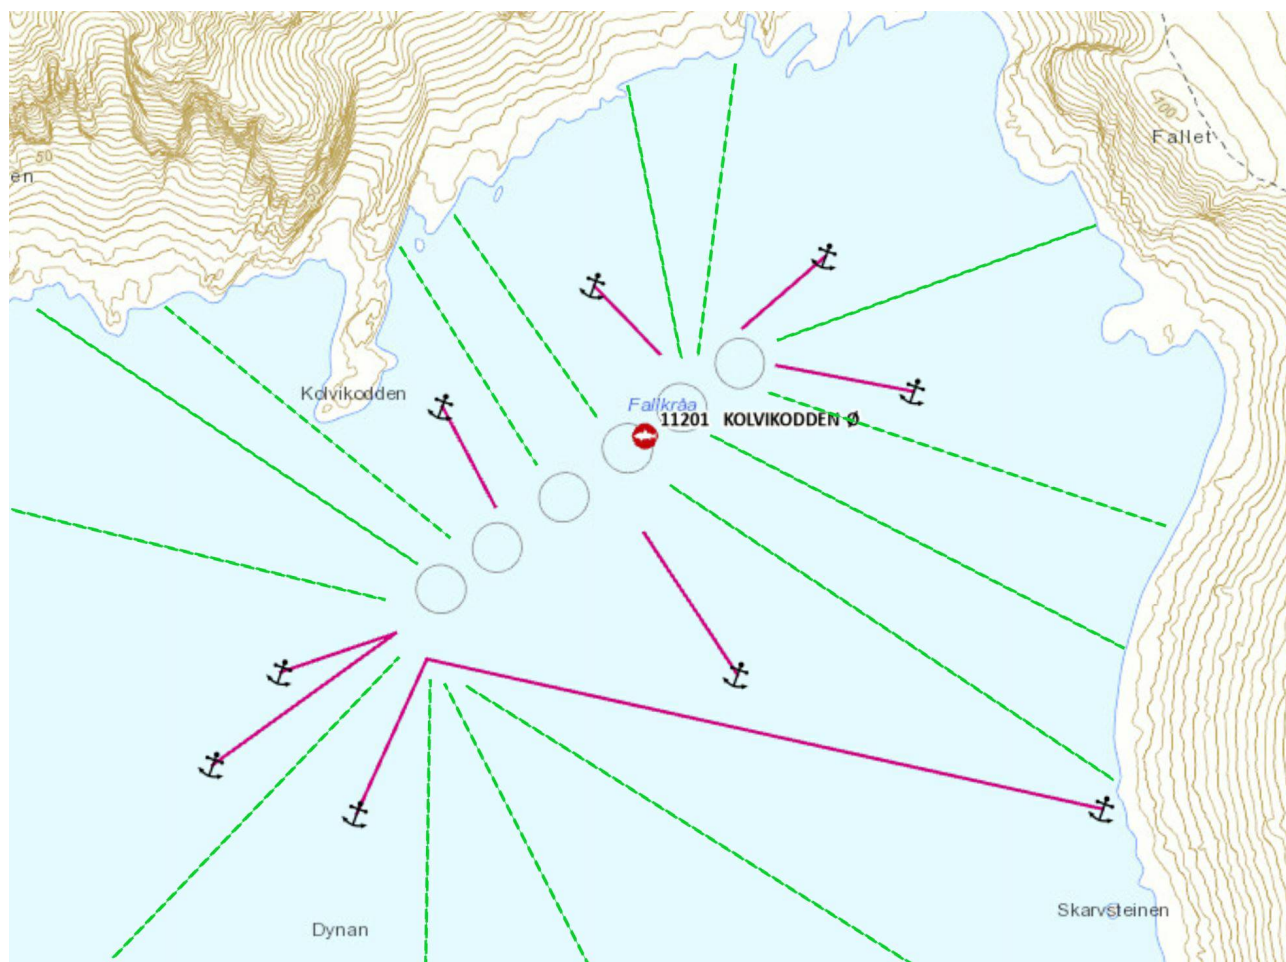 100
Fallet
50
en
Kolvikodden
Fallkråa
11201 KOLVIKODDEN Ø
Skarvsteinen
Dynan